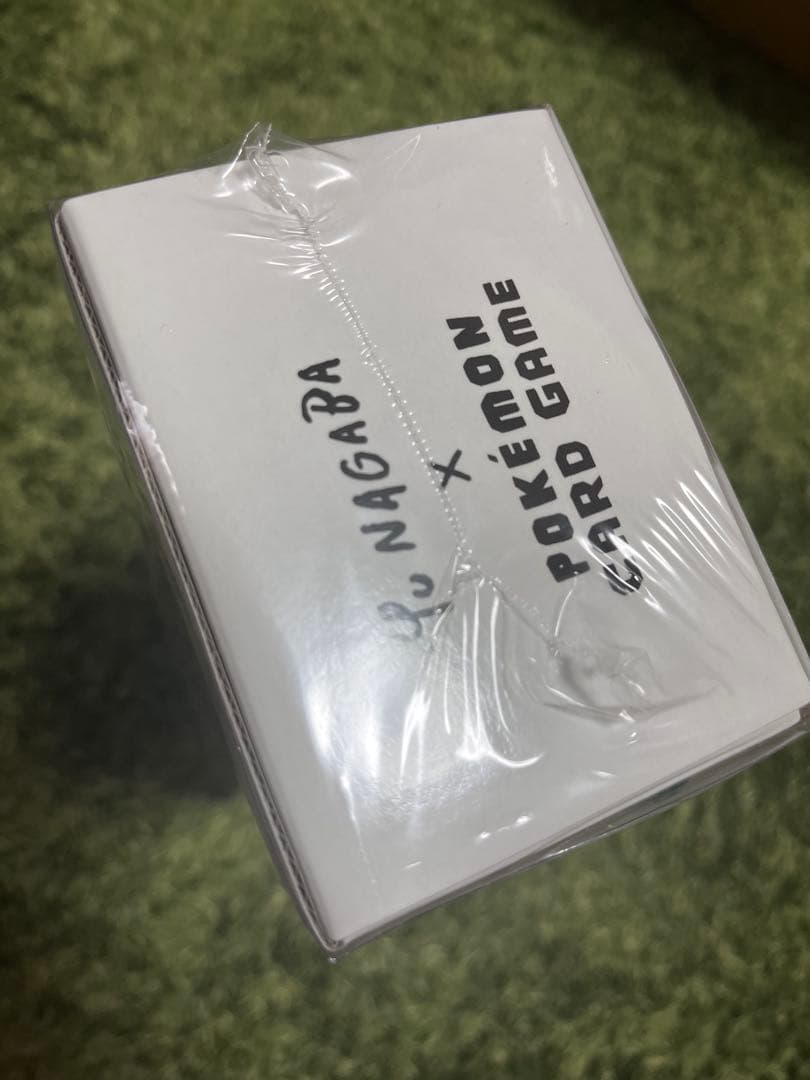 Yu NAGABA
×
POKÉMON
CARD GAME